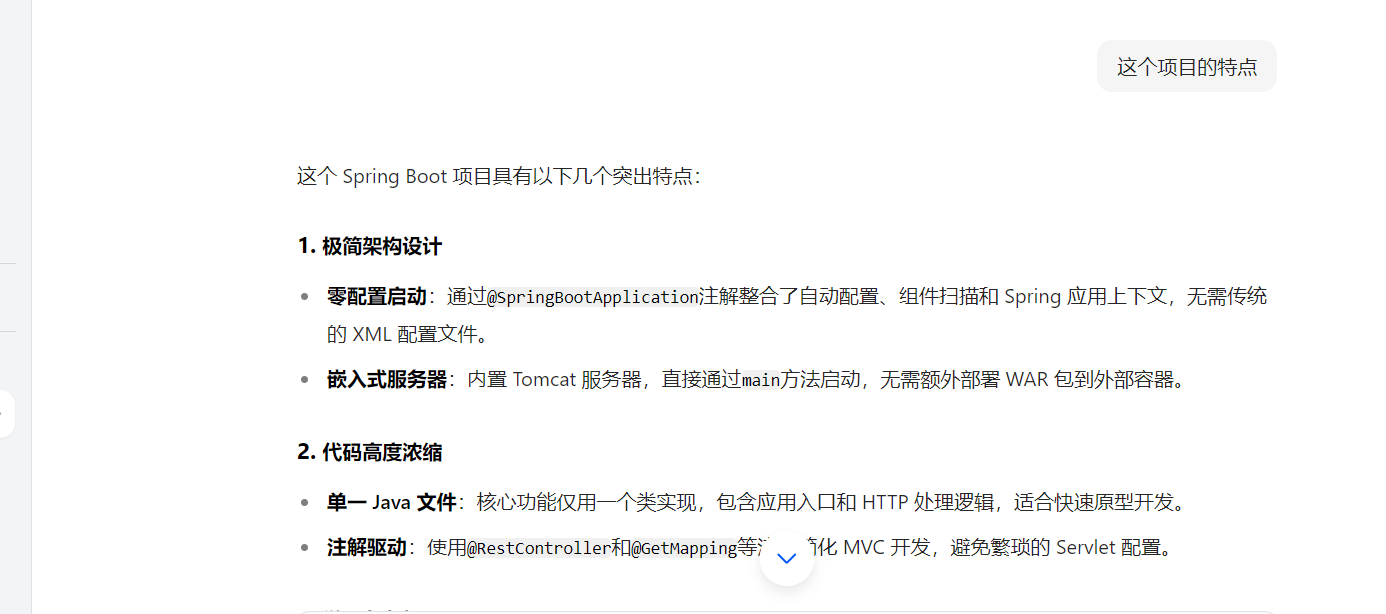 这个项目的特点
这个 Spring Boot 项目具有以下几个突出特点：
1. 极简架构设计
零配置启动：通过@SpringBootApplication注解整合了自动配置、组件扫描和 Spring 应用上下文，无需传统
的 XML 配置文件。
嵌入式服务器：内置 Tomcat 服务器，直接通过main方法启动，无需额外部署 WAR 包到外部容器。
2. 代码高度浓缩
单一 Java 文件：核心功能仅用一个类实现，包含应用入口和 HTTP 处理逻辑，适合快速原型开发。
注解驱动：使用@RestController和@GetMapping等 化 MVC 开发，避免繁琐的 Servlet 配置。